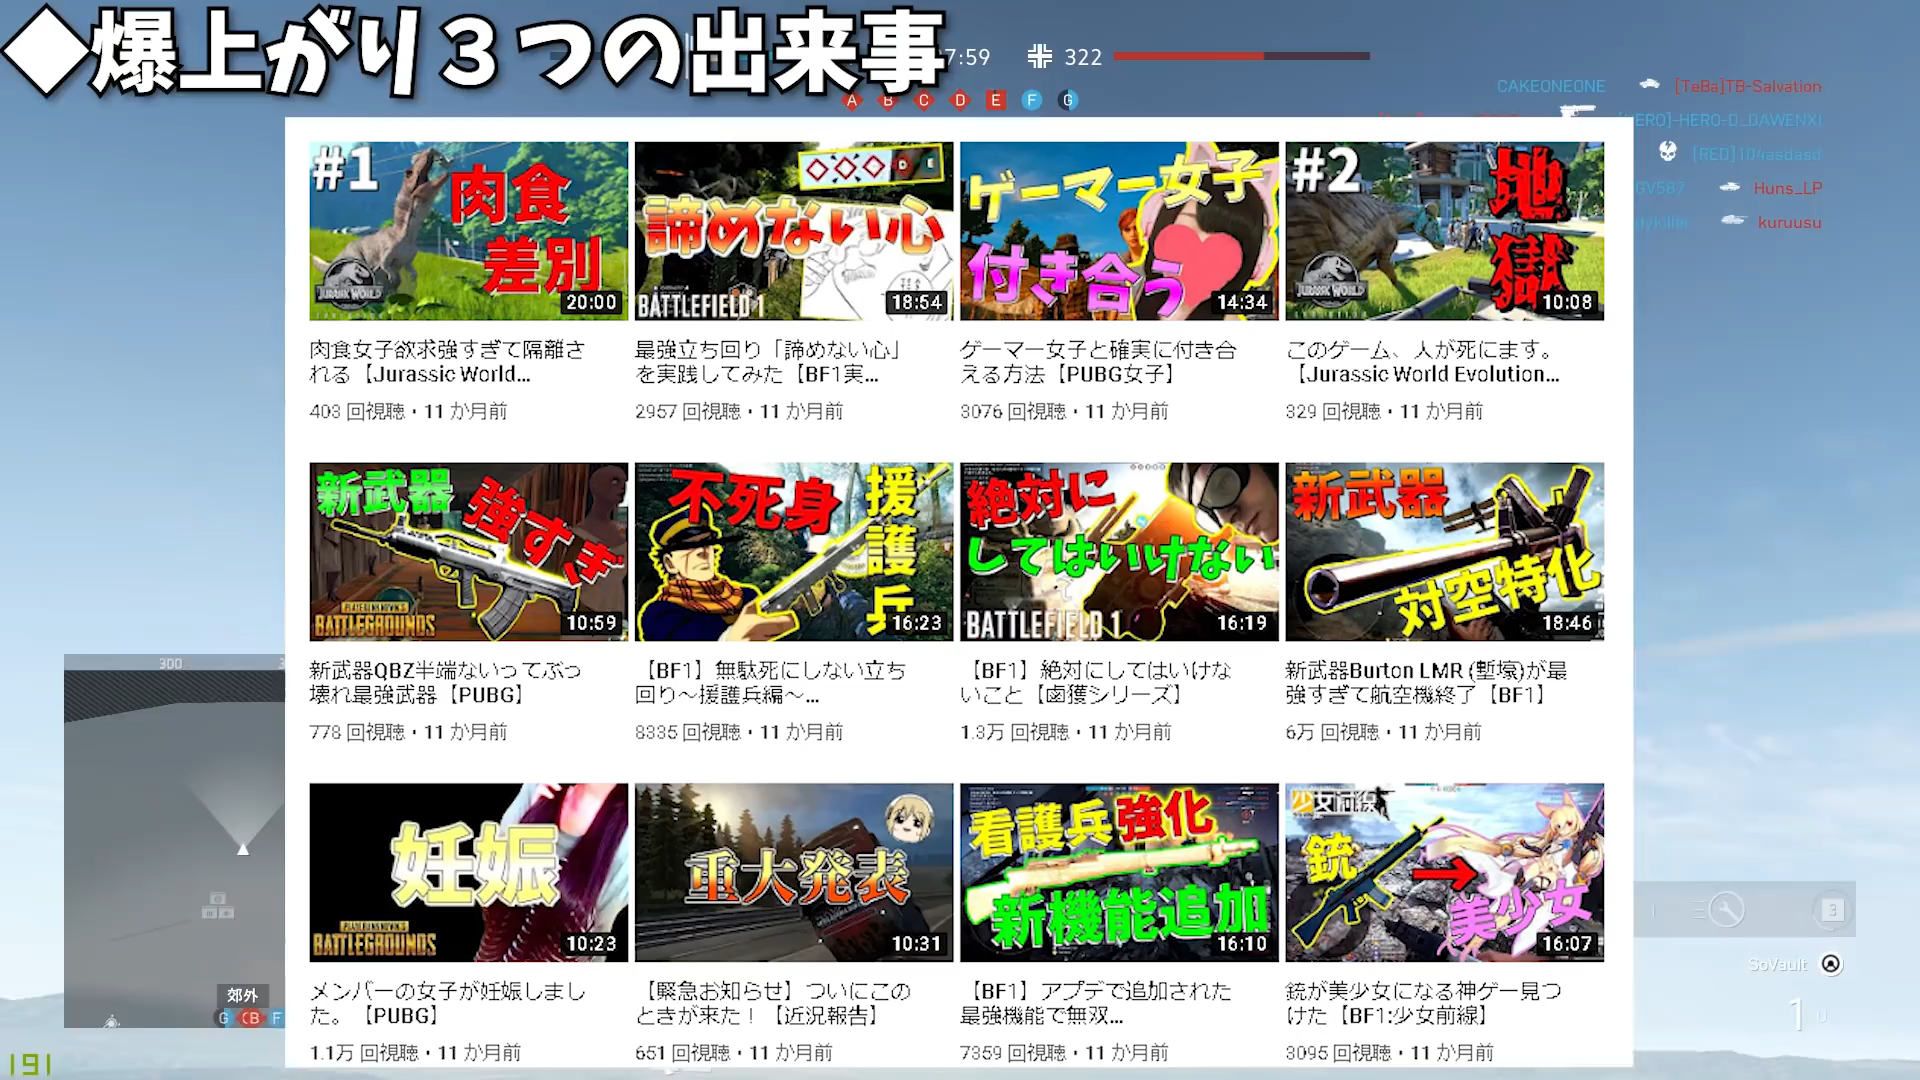 ◆爆上がり３つの出来事
7:59
322
A B C D E F G
CAKEONEONE [TeBa]TB-Salvation
HERO]-HERO-D_DAWENXI
[RED]104asdasd
GV587 Huns_LP
kuruusu
#1
肉食
差別
JURASSIC WORLD
20:00
肉食女子欲求強すぎて隔離さ
れる【Jurassic World...
403 回視聴・11 か月前
D E
諦めない心
BATTLEFIELD 1
18:54
最強立ち回り「諦めない心」
を実践してみた【BF1実...
2957 回視聴・11 か月前
ゲーマー女子
付き合う
14:34
ゲーマー女子と確実に付き合
える方法【PUBG女子】
3076 回視聴・11 か月前
#2
地獄
JURASSIC WORLD
10:08
このゲーム、人が死にます。
【Jurassic World Evolution...
329 回視聴・11 か月前
新武器
強すぎ
PLAYERUNKNOWN'S
BATTLEGROUNDS
10:59
新武器QBZ半端ないってぶっ
壊れ最強武器【PUBG】
778 回視聴・11 か月前
不死身
援護兵
16:23
【BF1】無駄死にしない立ち
回り～援護兵編～...
8335 回視聴・11 か月前
絶対に
してはいけない
BATTLEFIELD 1
16:19
【BF1】絶対にしてはいけな
いこと【鹵獲シリーズ】
1.3万 回視聴・11 か月前
新武器
対空特化
18:46
新武器Burton LMR (塹壕)が最
強すぎて航空機終了【BF1】
6万 回視聴・11 か月前
妊娠
PLAYERUNKNOWN'S
BATTLEGROUNDS
10:23
メンバーの女子が妊娠しまし
た。【PUBG】
1.1万 回視聴・11 か月前
重大発表
10:31
【緊急お知らせ】ついにこの
ときが来た！【近況報告】
651 回視聴・11 か月前
看護兵強化
新機能追加
16:10
【BF1】アプデで追加された
最強機能で無双...
7359 回視聴・11 か月前
少女前線
銃
美少女
16:07
銃が美少女になる神ゲー見つ
けた【BF1:少女前線】
3095 回視聴・11 か月前
300
郊外
G B F
3
SoVault
1
191